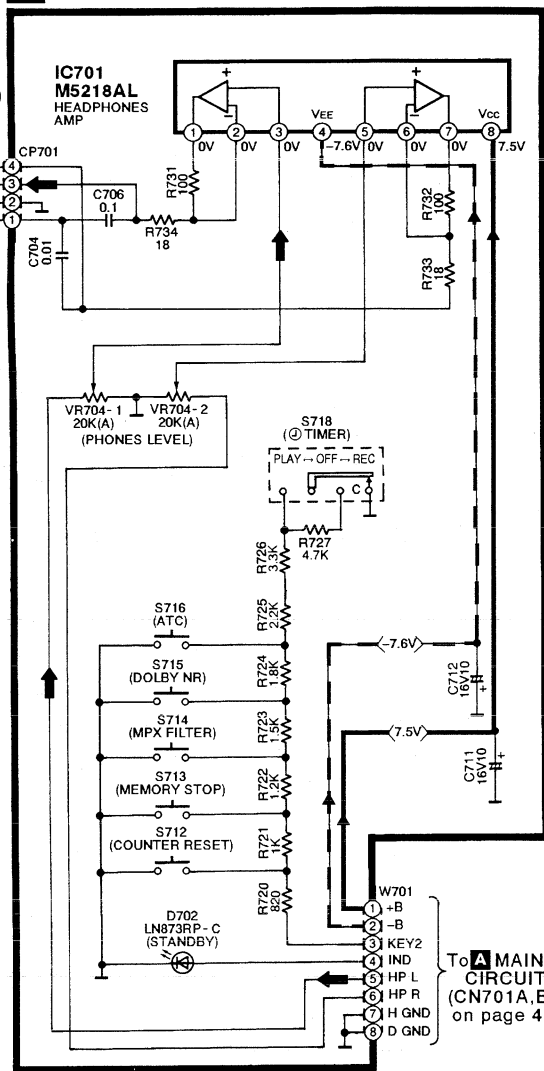 IC701
M5218AL
HEADPHONES
AMP
+ − + −
VEE VCC
1 2 3 4 5 6 7 8
0V 0V 0V −7.6V 0V 0V 0V 7.5V
CP701
4
3
2
1
C706
0.1
R731
100
R734
18
C704
0.01
R732
100
R733
18
VR704-1
20K(A)
VR704-2
20K(A)
(PHONES LEVEL)
S718
(TIMER)
PLAY↔OFF↔REC
C
R727
4.7K
R726
3.3K
R725
2.2K
S716
(ATC)
R724
1.8K
S715
(DOLBY NR)
R723
1.5K
S714
(MPX FILTER)
R722
1.2K
S713
(MEMORY STOP)
R721
1K
S712
(COUNTER RESET)
R720
820
−7.6V
C712
16V10
+
7.5V
C711
16V10
+
D702
LN873RP-C
(STANDBY)
W701
1 +B
2 −B
3 KEY2
4 IND
5 HP L
6 HP R
7 H GND
8 D GND
To A MAIN
CIRCUIT
(CN701A,B
on page 4